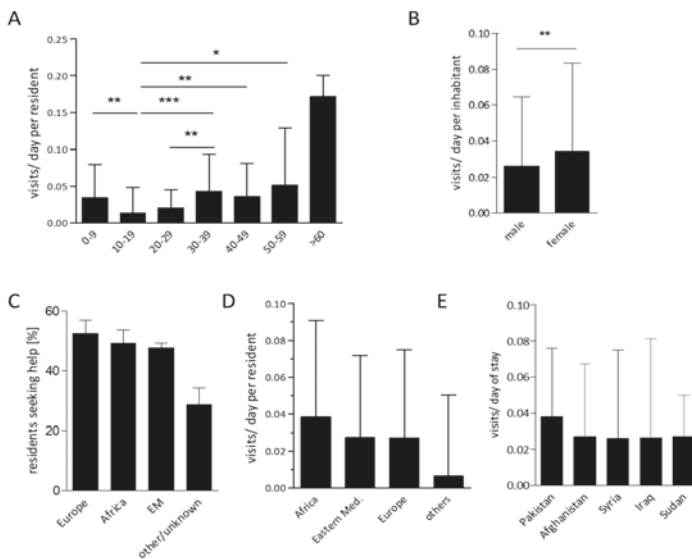 A
visits/ day per resident
0.25
0.20
0.15
0.10
0.05
0.00
*
**
** ***
**
0-9
10-19
20-29
30-39
40-49
50-59
>60
B
visits/ day per inhabitant
0.10
0.08
0.06
0.04
0.02
0.00
**
male
female
C
residents seeking help [%]
60
40
20
0
Europe
Africa
EM
other/unknown
D
visits/ day per resident
0.10
0.08
0.06
0.04
0.02
0.00
Africa
Eastern Med.
Europe
others
E
visits/ day of stay
0.10
0.08
0.06
0.04
0.02
0.00
Pakistan
Afghanistan
Syria
Iraq
Sudan